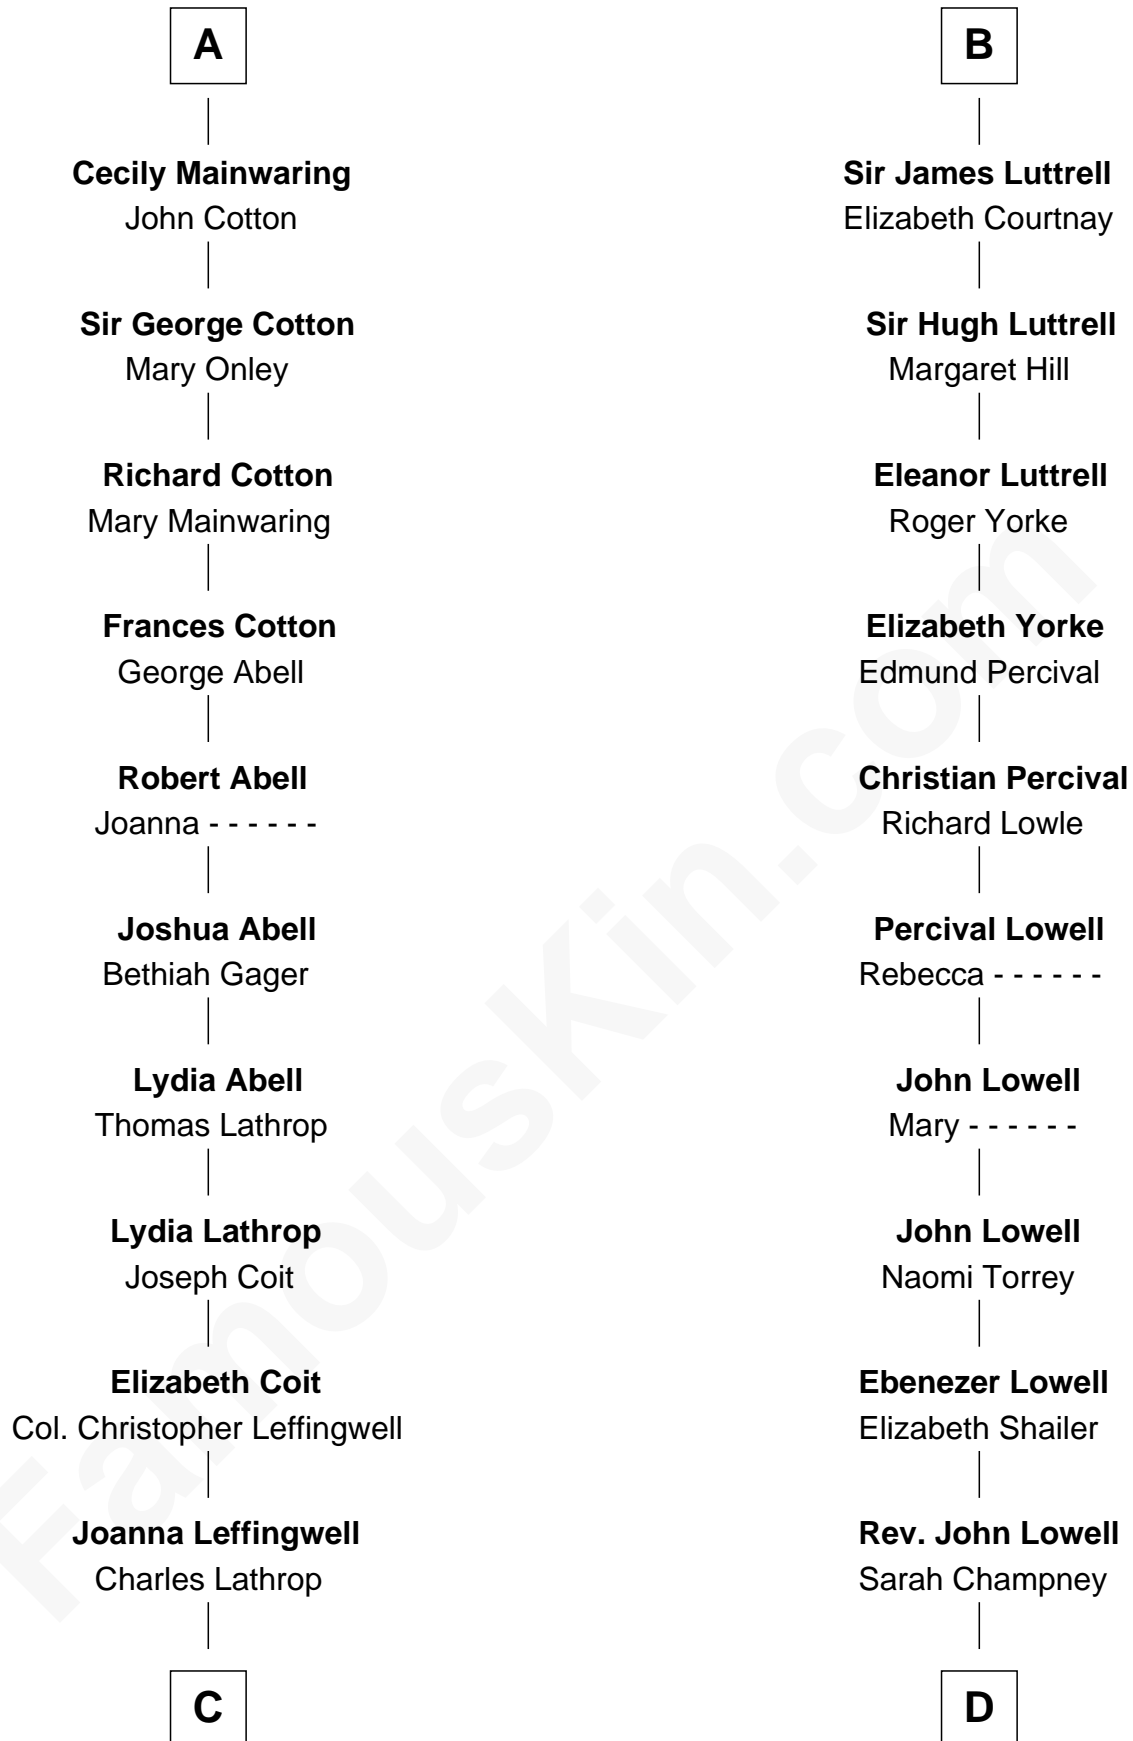 A
Cecily Mainwaring
John Cotton
Sir George Cotton
Mary Onley
Richard Cotton
Mary Mainwaring
Frances Cotton
George Abell
Robert Abell
Joanna - - - - - -
Joshua Abell
Bethiah Gager
Lydia Abell
Thomas Lathrop
Lydia Lathrop
Joseph Coit
Elizabeth Coit
Col. Christopher Leffingwell
Joanna Leffingwell
Charles Lathrop
C
B
Sir James Luttrell
Elizabeth Courtnay
Sir Hugh Luttrell
Margaret Hill
Eleanor Luttrell
Roger Yorke
Elizabeth Yorke
Edmund Percival
Christian Percival
Richard Lowle
Percival Lowell
Rebecca - - - - - -
John Lowell
Mary - - - - - -
John Lowell
Naomi Torrey
Ebenezer Lowell
Elizabeth Shailer
Rev. John Lowell
Sarah Champney
D
FamousKin.com